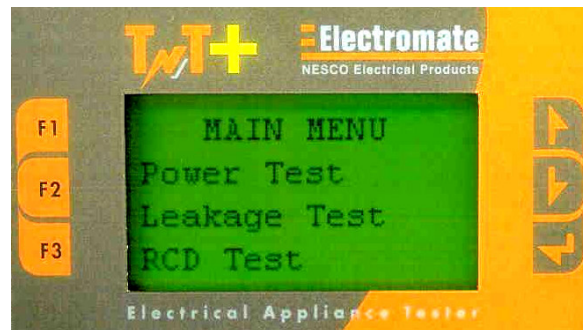 TNT+
Electromate
NESCO Electrical Products
F1
F2
F3
MAIN MENU
Power Test
Leakage Test
RCD Test
Electrical Appliance Tester